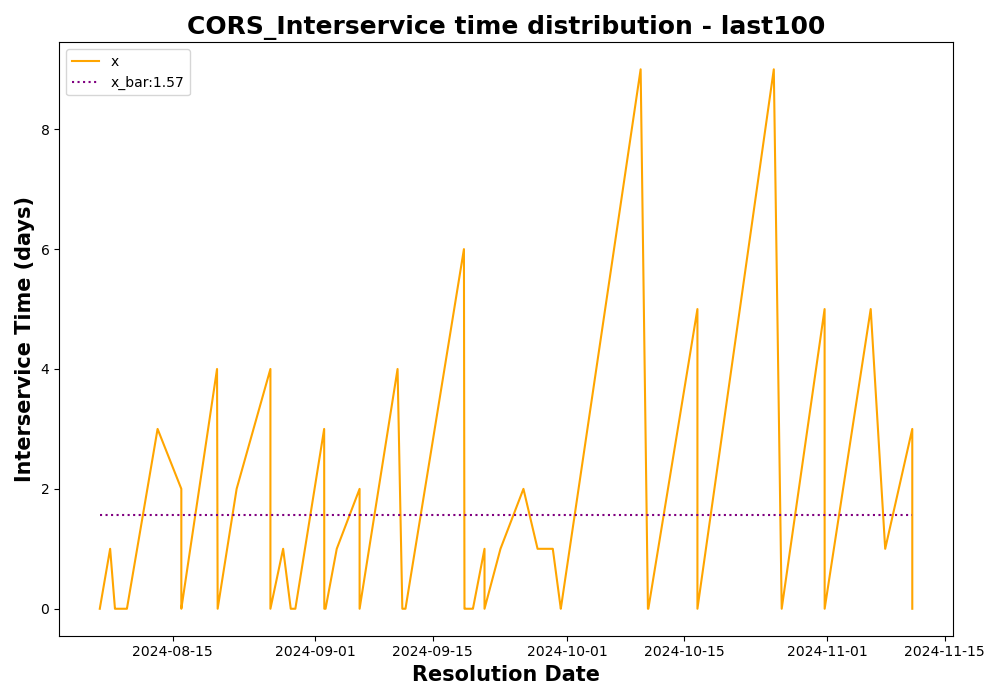 CORS_Interservice time distribution - last100
x
x_bar:1.57
Interservice Time (days)
8
6
4
2
0
2024-08-15
2024-09-01
2024-09-15
2024-10-01
2024-10-15
2024-11-01
2024-11-15
Resolution Date